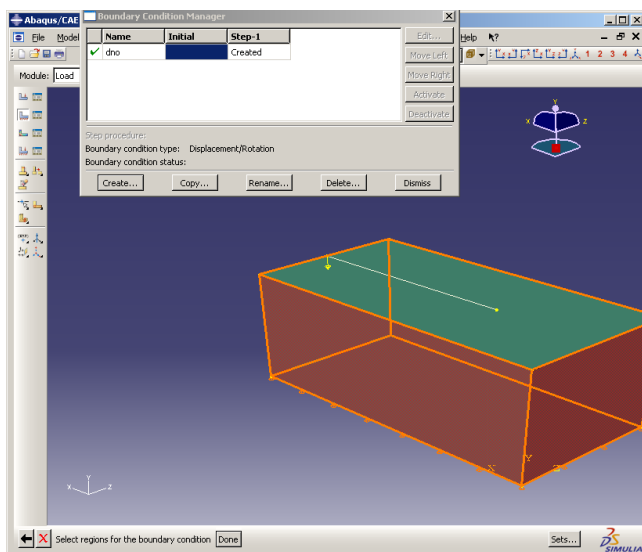 Abaqus/CAE
Boundary Condition Manager
File Model
Help
Module: Load
Name Initial Step-1
dno Created
Edit...
Move Left
Move Right
Activate
Deactivate
Step procedure:
Boundary condition type: Displacement/Rotation
Boundary condition status:
Create... Copy... Rename... Delete... Dismiss
1 2 3 4
Y
X Z
X Y Z
Y
X Z
Select regions for the boundary condition Done
Sets...
SIMULIA